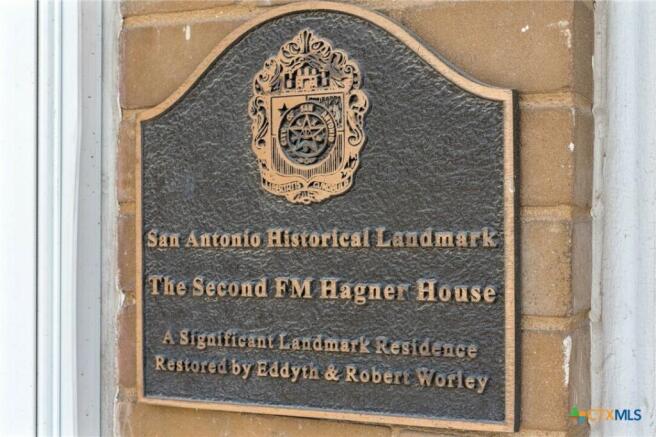 San Antonio Historical Landmark
The Second FM Hagner House
A Significant Landmark Residence
Restored by Eddyth & Robert Worley
CTXMLS